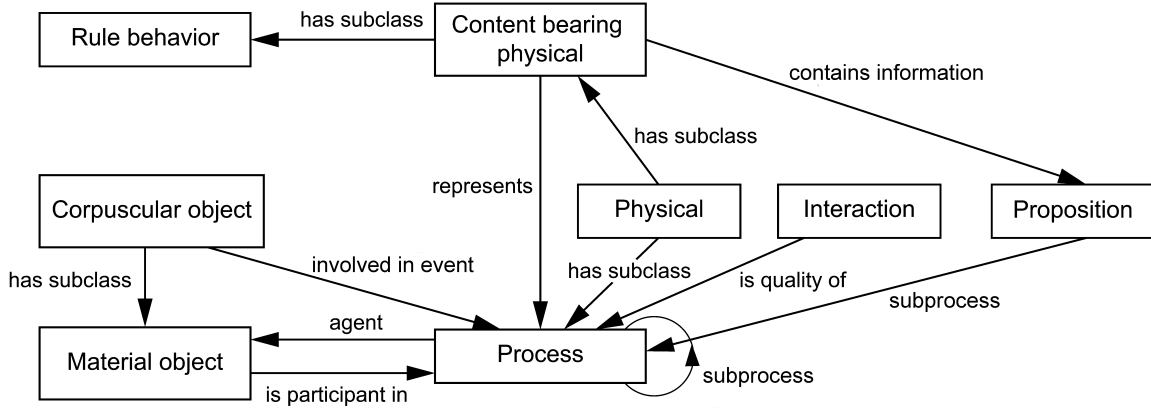 has subclass
Content bearing
physical
Rule behavior
contains information
has subclass
represents
Corpuscular object
Physical
Interaction
Proposition
has subclass
involved in event
has subclass
is quality of
subprocess
agent
Material object
Process
subprocess
is participant in